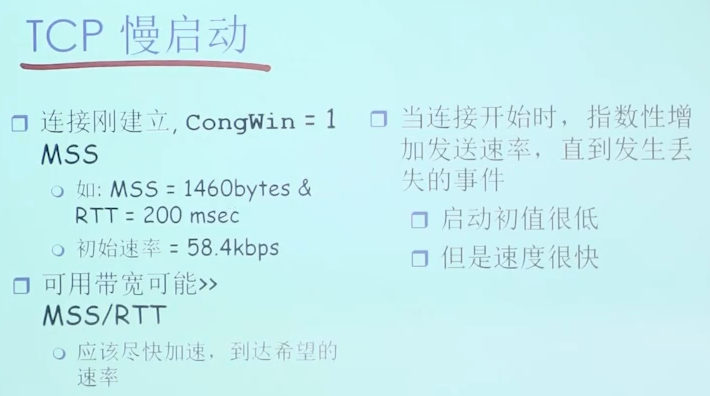 TCP 慢启动
连接刚建立, CongWin = 1
MSS
如: MSS = 1460bytes &
RTT = 200 msec
初始速率 = 58.4kbps
可用带宽可能>>
MSS/RTT
应该尽快加速，到达希望的
速率
当连接开始时，指数性增
加发送速率，直到发生丢
失的事件
启动初值很低
但是速度很快